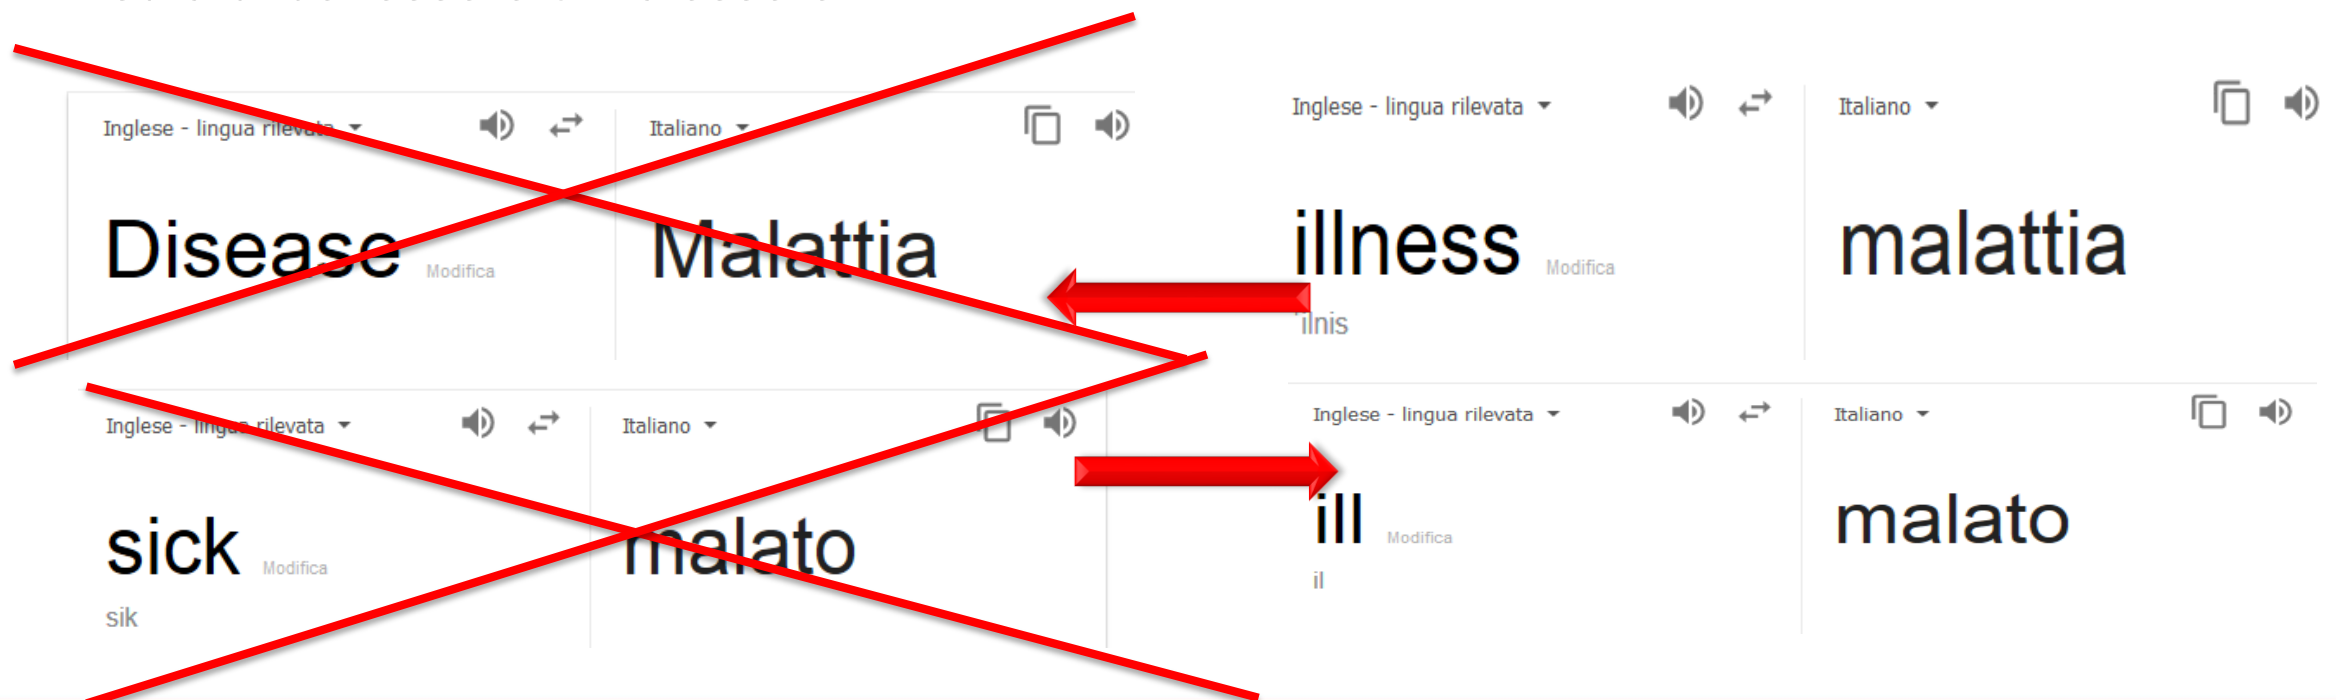 Inglese - lingua rilevata
Italiano
Disease Modifica
Malattia
Inglese - lingua rilevata
Italiano
illness Modifica
malattia
ˈilnis
Inglese - lingua rilevata
Italiano
sick Modifica
malato
sik
Inglese - lingua rilevata
Italiano
ill Modifica
malato
il